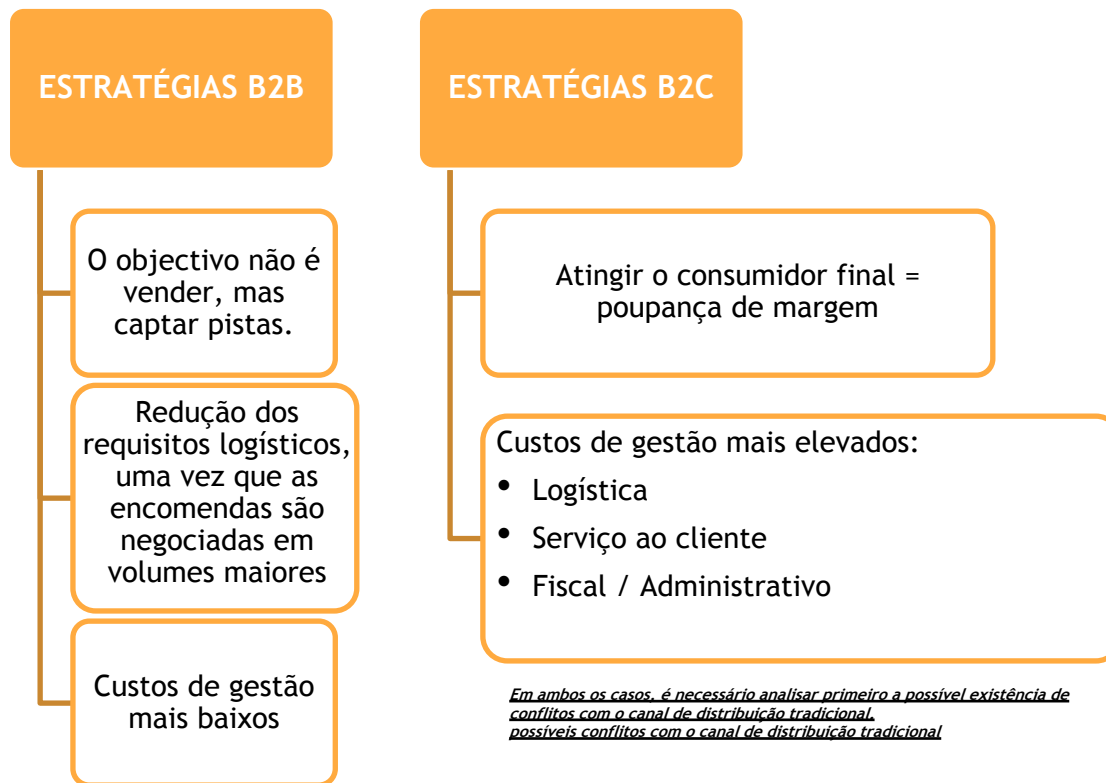 ESTRATÉGIAS B2B
O objectivo não é
vender, mas
captar pistas.
Redução dos
requisitos logísticos,
uma vez que as
encomendas são
negociadas em
volumes maiores
Custos de gestão
mais baixos
ESTRATÉGIAS B2C
Atingir o consumidor final =
poupança de margem
Custos de gestão mais elevados:
• Logística
• Serviço ao cliente
• Fiscal / Administrativo
Em ambos os casos, é necessário analisar primeiro a possível existência de
conflitos com o canal de distribuição tradicional.
possíveis conflitos com o canal de distribuição tradicional